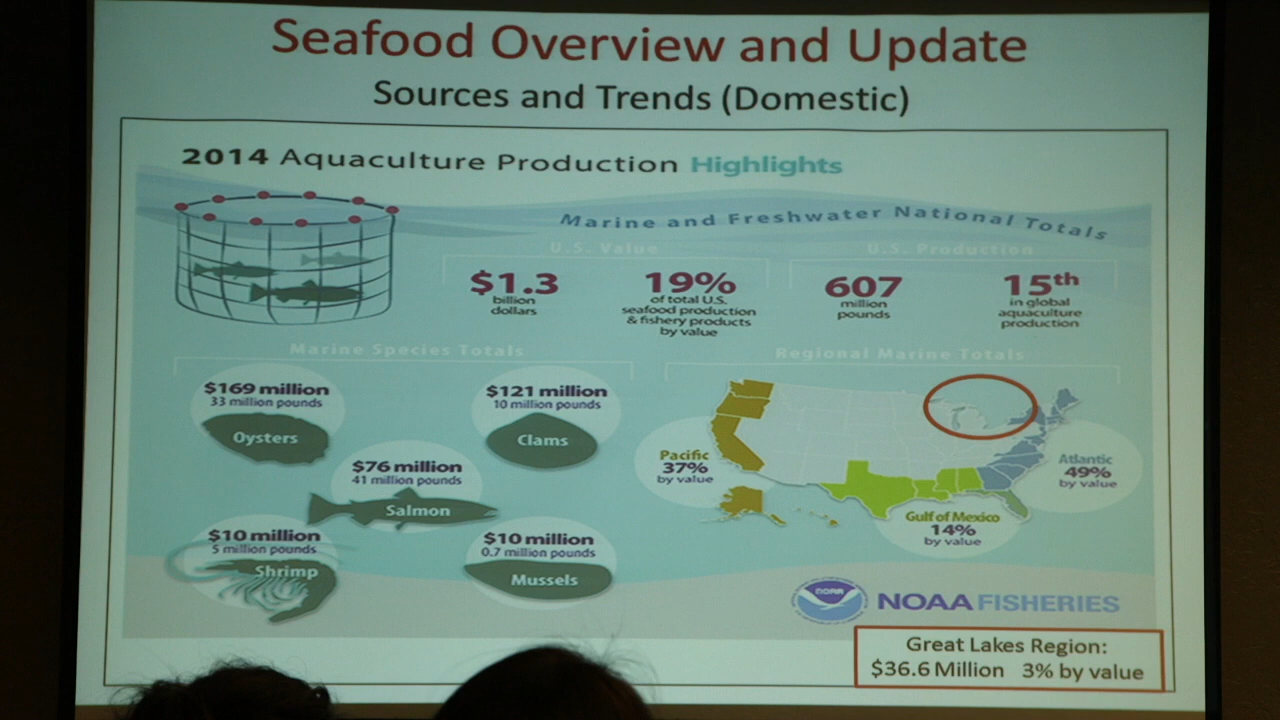 Seafood Overview and Update
Sources and Trends (Domestic)
2014 Aquaculture Production Highlights
Marine and Freshwater National Totals
U.S. Value
U.S. Production
$1.3
billion
dollars
19%
of total U.S.
seafood production
& fishery products
by value
607
million
pounds
15th
in global
aquaculture
production
Marine Species Totals
$169 million
33 million pounds
Oysters
$121 million
10 million pounds
Clams
$76 million
41 million pounds
Salmon
$10 million
5 million pounds
Shrimp
$10 million
0.7 million pounds
Mussels
Regional Marine Totals
Pacific
37%
by value
Atlantic
49%
by value
Gulf of Mexico
14%
by value
NOAA
NOAA FISHERIES
Great Lakes Region:
$36.6 Million 3% by value